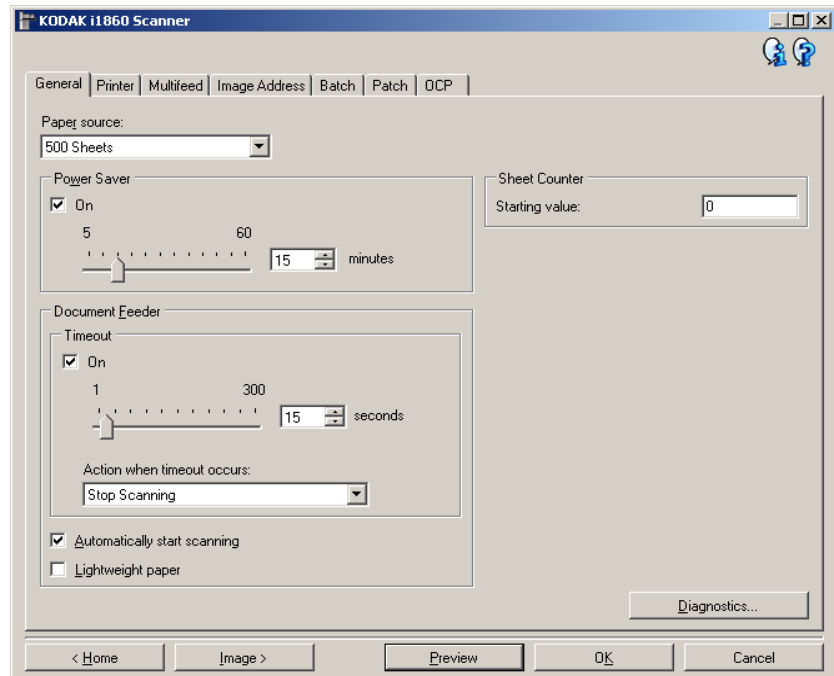 KODAK i1860 Scanner
General Printer Multifeed Image Address Batch Patch OCP
Paper source:
500 Sheets
Power Saver
On
5 60
15 minutes
Sheet Counter
Starting value: 0
Document Feeder
Timeout
On
1 300
15 seconds
Action when timeout occurs:
Stop Scanning
Automatically start scanning
Lightweight paper
Diagnostics...
< Home Image > Preview OK Cancel